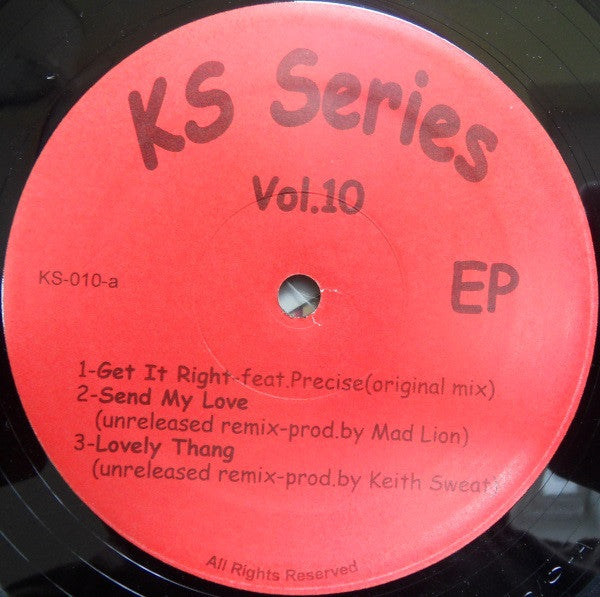 KS Series
Vol.10
KS-010-a
EP
1-Get It Right-feat.Precise(original mix)
2-Send My Love
(unreleased remix-prod.by Mad Lion)
3-Lovely Thang
(unreleased remix-prod.by Keith Sweat)
All Rights Reserved